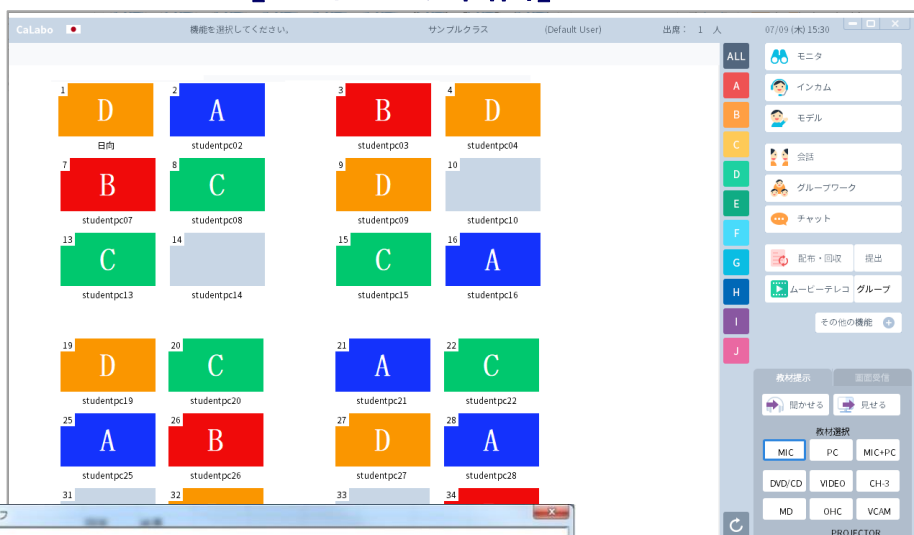 CaLabo 機能を選択してください。 サンプルクラス (Default User) 出席： 1 人 07/09 (木) 15:30
ALL モニタ
1 D 2 A 3 B 4 D A インカム
B モデル
日向 studentpc02 studentpc03 studentpc04 C 会話
7 B 8 C 9 D 10 D グループワーク
E チャット
studentpc07 studentpc08 studentpc09 studentpc10 F
13 C 14 15 C 16 A G 配布・回収 提出
studentpc13 studentpc14 studentpc15 studentpc16 H ムービーテレコ グループ
I その他の機能
19 D 20 C 21 A 22 C J
教材提示 画面受信
studentpc19 studentpc20 studentpc21 studentpc22 聞かせる 見せる
25 A 26 B 27 D 28 A 教材選択
MIC PC MIC+PC
studentpc25 studentpc26 studentpc27 studentpc28 DVD/CD VIDEO CH-3
31 32 33 34
MD OHC VCAM
PROJECTOR